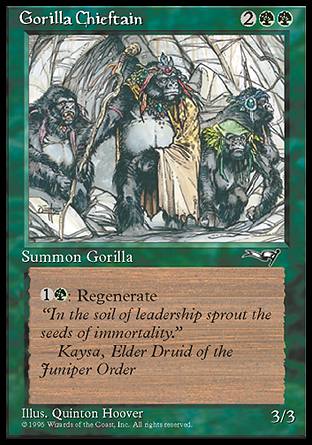 Gorilla Chieftain 2
Summon Gorilla
1: Regenerate
"In the soil of leadership sprout the
seeds of immortality."
Kaysa, Elder Druid of the
Juniper Order
Illus. Quinton Hoover 3/3
© 1996 Wizards of the Coast, Inc. All rights reserved.